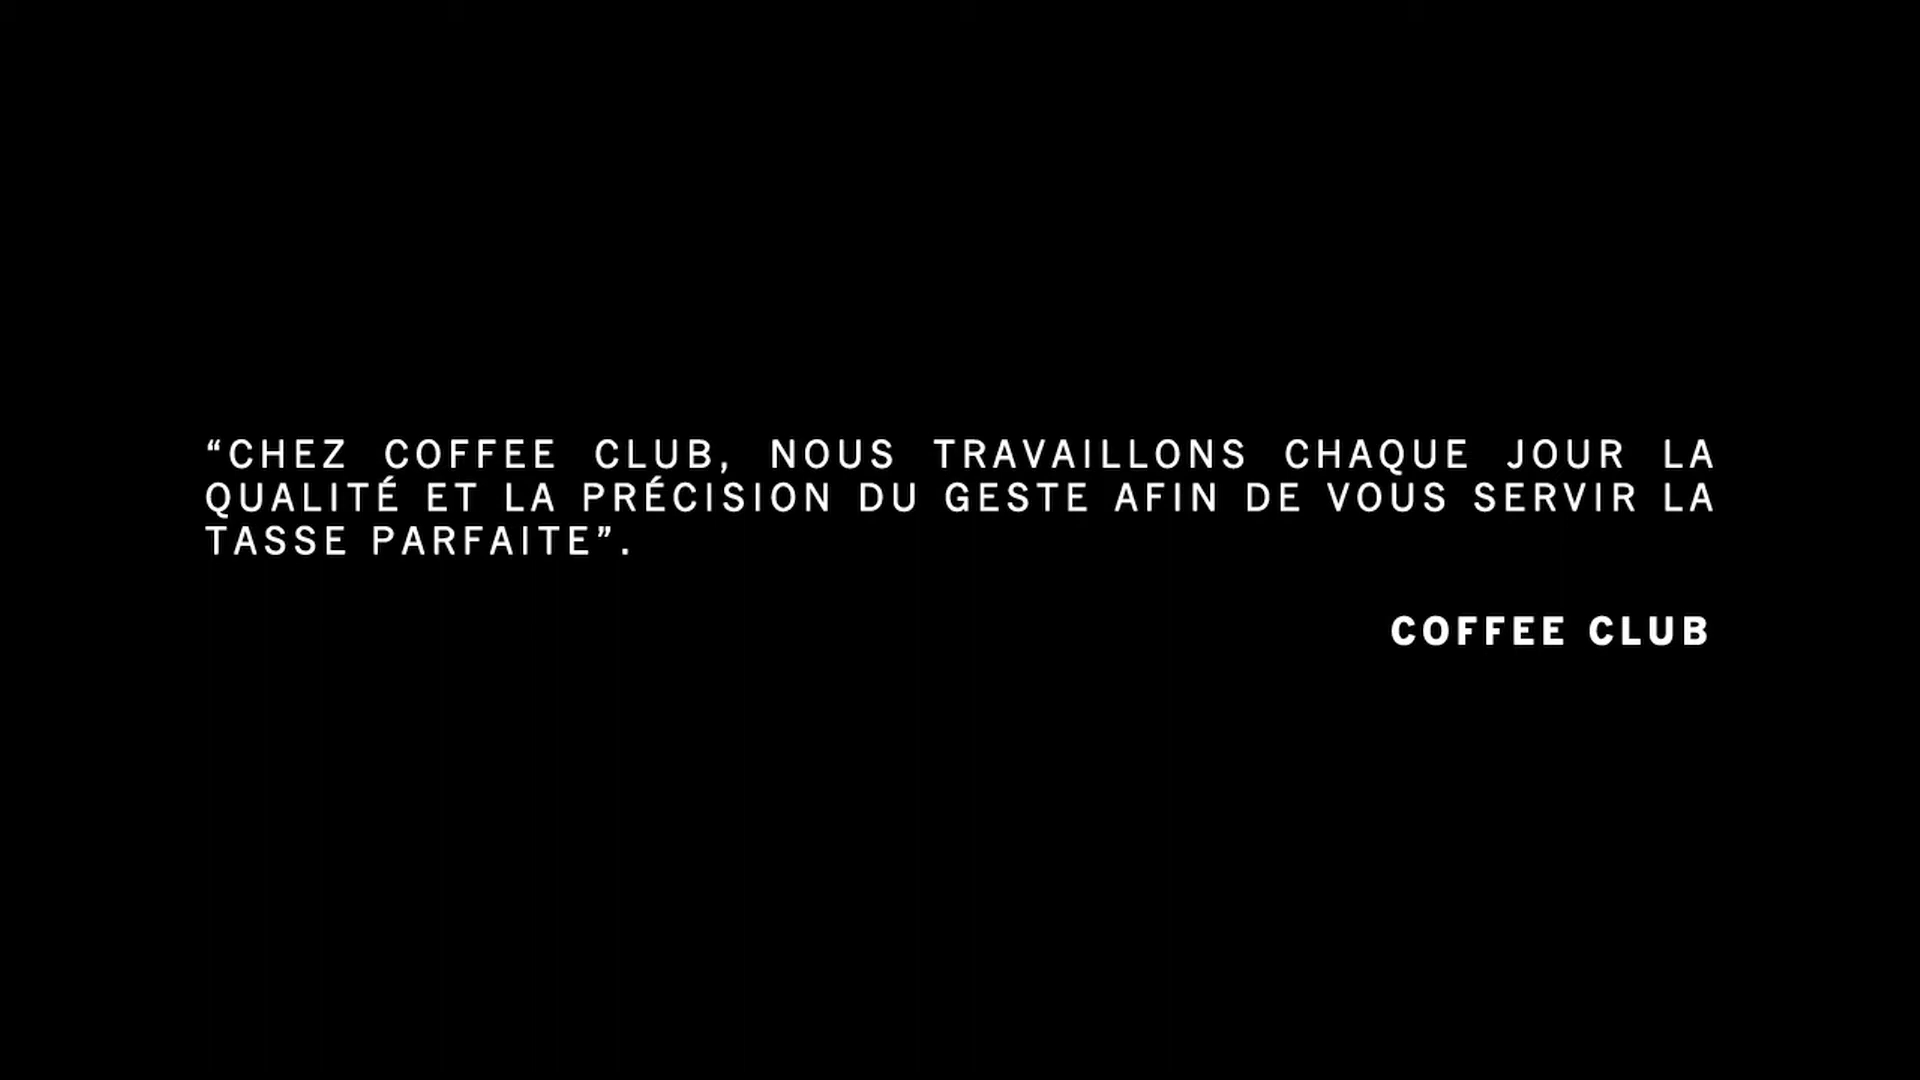 “CHEZ COFFEE CLUB, NOUS TRAVAILLONS CHAQUE JOUR LA
QUALITÉ ET LA PRÉCISION DU GESTE AFIN DE VOUS SERVIR LA
TASSE PARFAITE”.
COFFEE CLUB